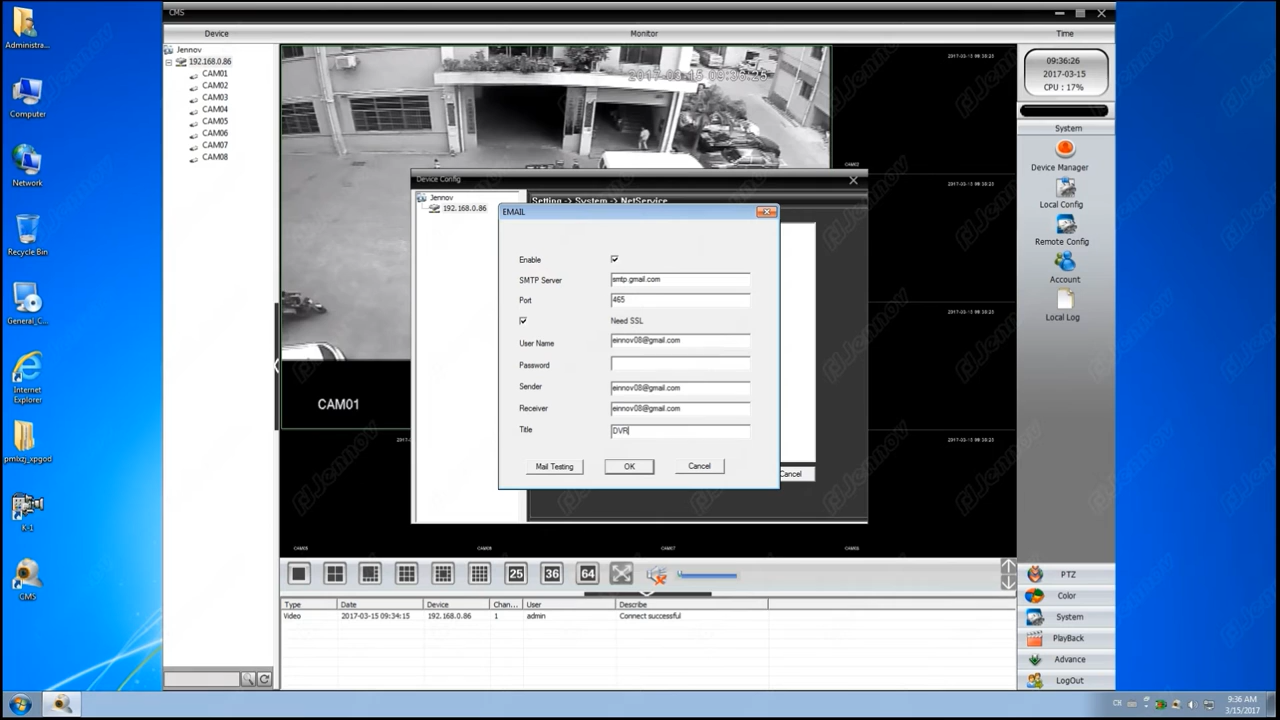 CMS
Device
Monitor
Time
Administra...
Computer
Network
Recycle Bin
General_C...
Internet
Explorer
pmlxzj_xpgod
K-1
CMS
Jennov
192.168.0.86
CAM01
CAM02
CAM03
CAM04
CAM05
CAM06
CAM07
CAM08
2017-03-15 09:36:25
CAM01
Device Config
Jennov
192.168.0.86
Setting -> System -> NetService
Cancel
EMAIL
Enable
SMTP Server
smtp.gmail.com
Port
465
Need SSL
User Name
einnov08@gmail.com
Password
Sender
einnov08@gmail.com
Receiver
einnov08@gmail.com
Title
DVR
Mail Testing
OK
Cancel
09:36:26
2017-03-15
CPU : 17%
System
Device Manager
Local Config
Remote Config
Account
Local Log
25
36
64
PTZ
Color
System
PlayBack
Advance
LogOut
Type
Date
Device
Chan...
User
Describe
Video
2017-03-15 09:34:15
192.168.0.86
1
admin
Connect successful
CH
9:36 AM
3/15/2017
Jennov